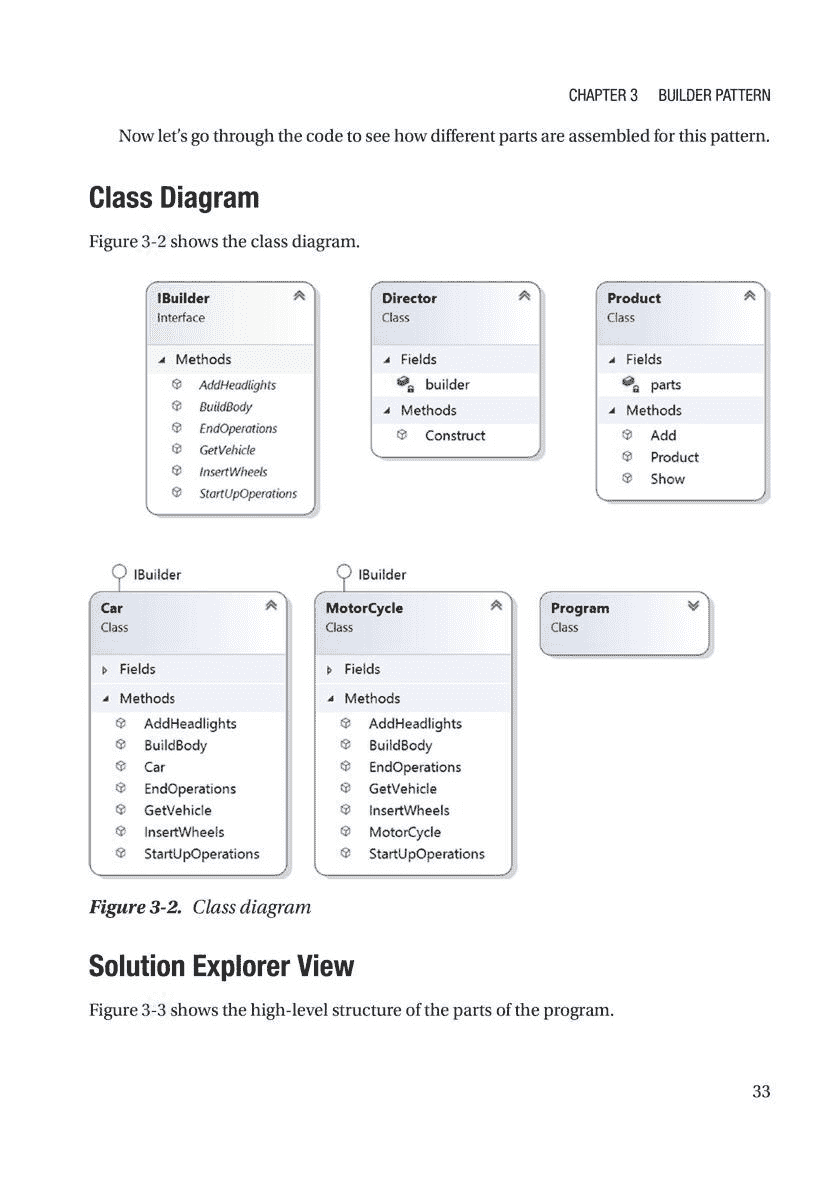 CHAPTER 3 BUILDER PATTERN
Now let's go through the code to see how different parts are assembled for this pattern.
Class Diagram
Figure 3-2 shows the class diagram.
IBuilder
Interface
Methods
AddHeadlights
BuildBody
EndOperations
GetVehicle
InsertWheels
StartUpOperations
Director
Class
Fields
builder
Methods
Construct
Product
Class
Fields
parts
Methods
Add
Product
Show
IBuilder
Car
Class
Fields
Methods
AddHeadlights
BuildBody
Car
EndOperations
GetVehicle
InsertWheels
StartUpOperations
IBuilder
MotorCycle
Class
Fields
Methods
AddHeadlights
BuildBody
EndOperations
GetVehicle
InsertWheels
MotorCycle
StartUpOperations
Program
Class
Figure 3-2. Class diagram
Solution Explorer View
Figure 3-3 shows the high-level structure of the parts of the program.
33